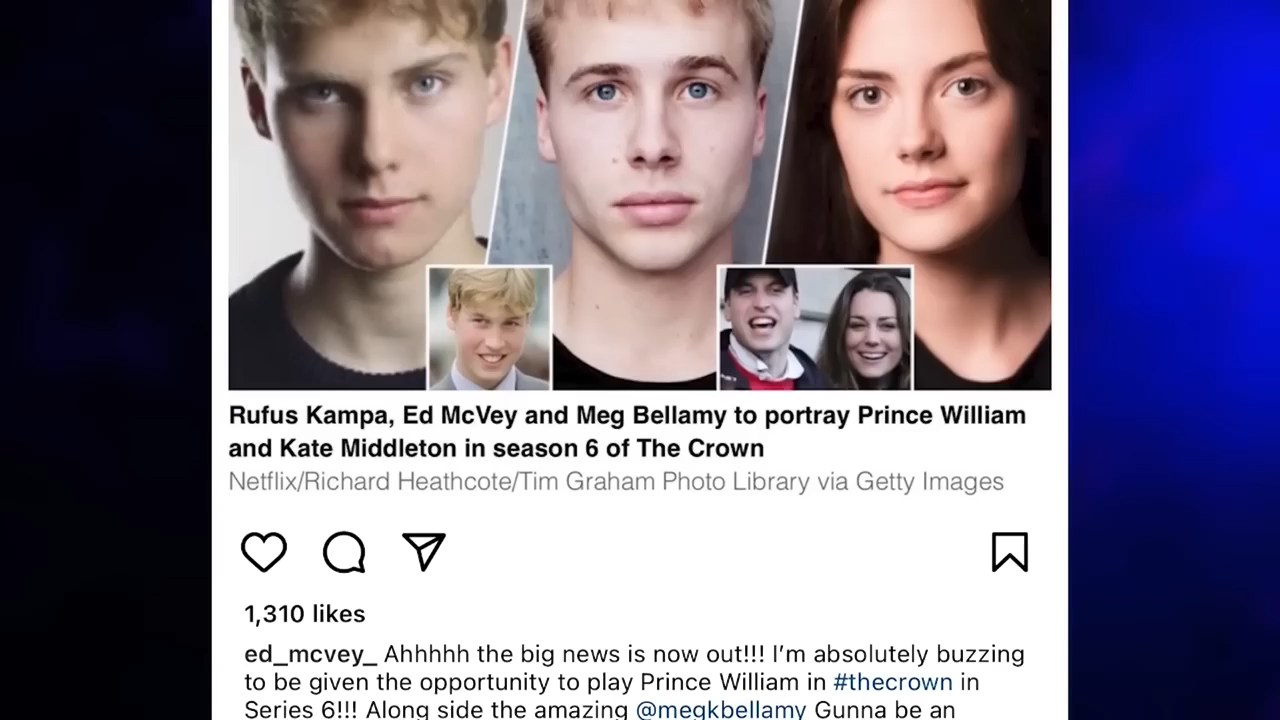 Rufus Kampa, Ed McVey and Meg Bellamy to portray Prince William
and Kate Middleton in season 6 of The Crown
Netflix/Richard Heathcote/Tim Graham Photo Library via Getty Images
1,310 likes
ed_mcvey_ Ahhhhh the big news is now out!!! I’m absolutely buzzing
to be given the opportunity to play Prince William in #thecrown in
Series 6!!! Along side the amazing @megkbellamy Gunna be an